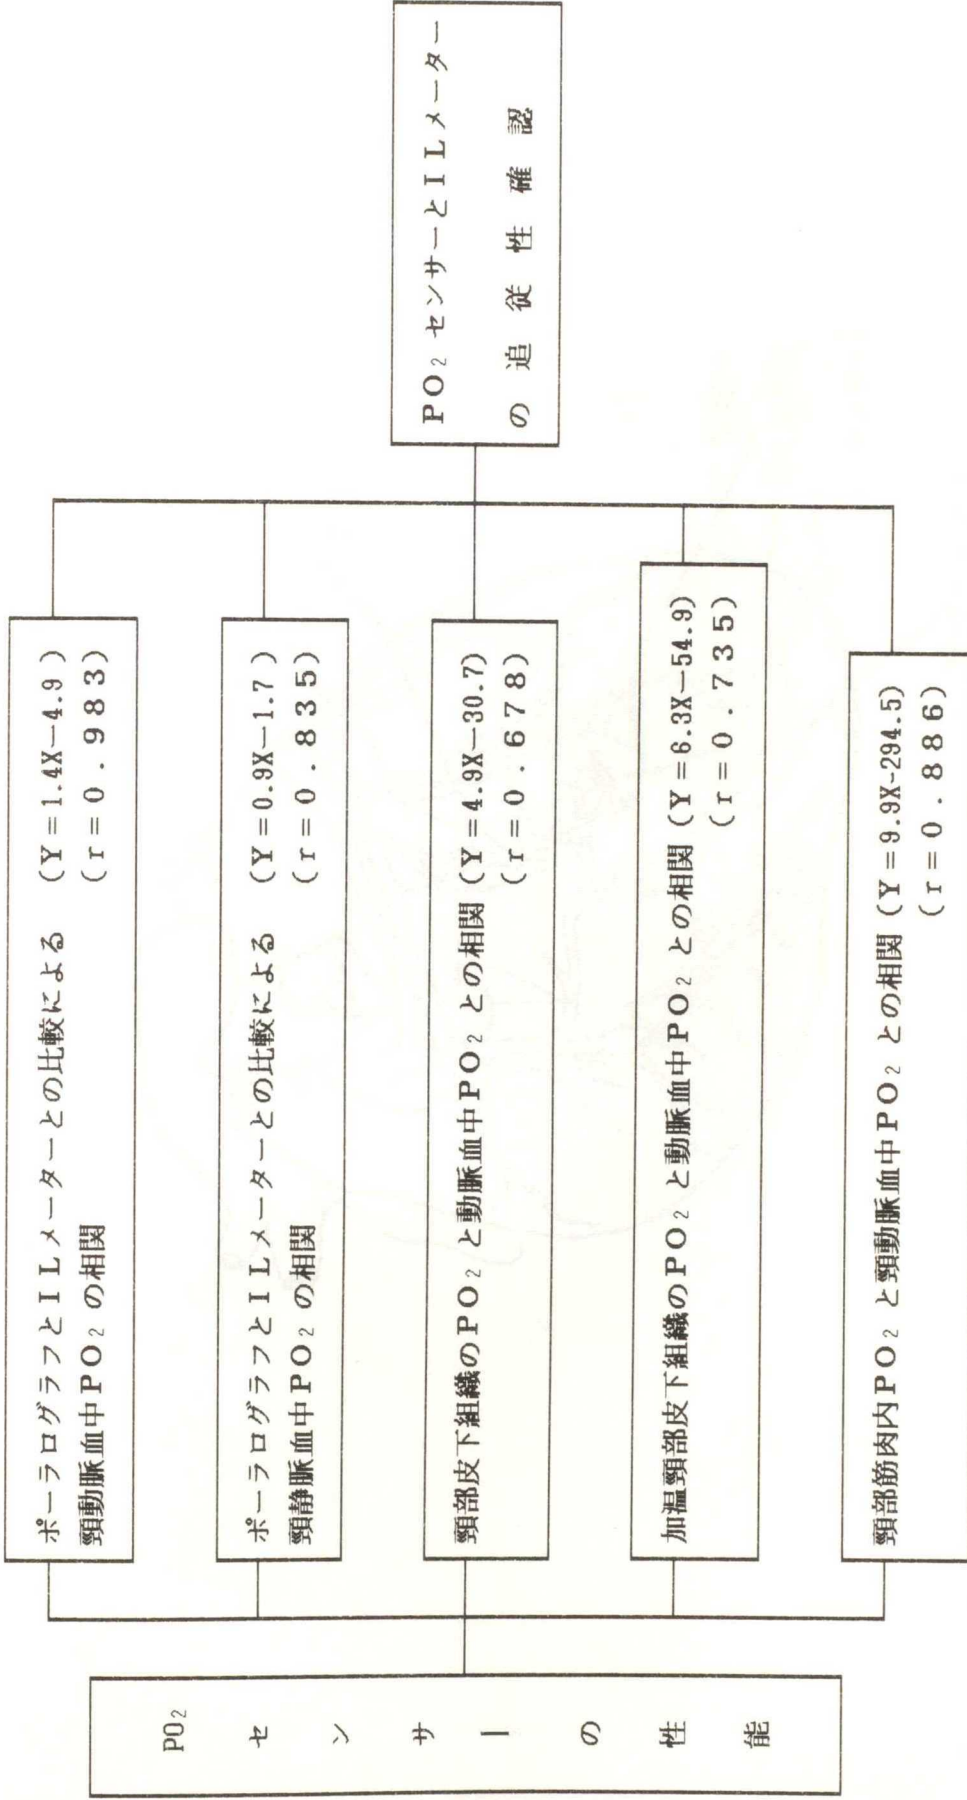 PO₂センサーの性能
ポーラログラフとILメーターとの比較による (Y=1.4X-4.9)
頸動脈血中PO₂の相関 (r=0.983)
ポーラログラフとILメーターとの比較による (Y=0.9X-1.7)
頸静脈血中PO₂の相関 (r=0.835)
頸部皮下組織のPO₂と動脈血中PO₂との相関 (Y=4.9X-30.7)
(r=0.678)
加温頸部皮下組織のPO₂と動脈血中PO₂との相関 (Y=6.3X-54.9)
(r=0.735)
頸部筋肉内PO₂と頸動脈血中PO₂との相関 (Y=9.9X-294.5)
(r=0.886)
PO₂センサーとILメーター
の追従性確認